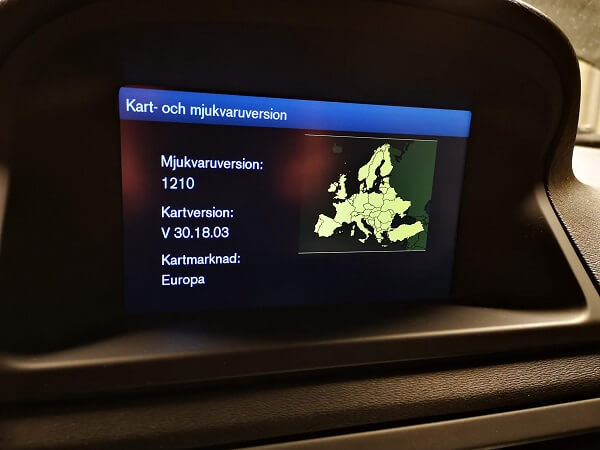 Kart- och mjukvaruversion
Mjukvaruversion:
1210
Kartversion:
V 30.18.03
Kartmarknad:
Europa